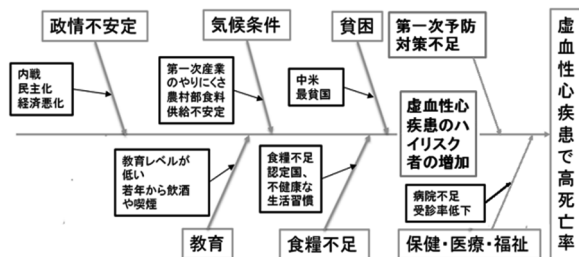 政情不安定
気候条件
貧困
第一次予防
対策不足
内戦
民主化
経済悪化
第一次産業
のやりにくさ
農村部食料
供給不安定
中米
最貧国
虚血性心
疾患のハ
イリスク
者の増加
虚血性心疾患で高死亡率
教育レベルが
低い
若年から飲酒
や喫煙
食糧不足
認定国、
不健康な
生活習慣
病院不足
受診率低下
教育
食糧不足
保健・医療・福祉